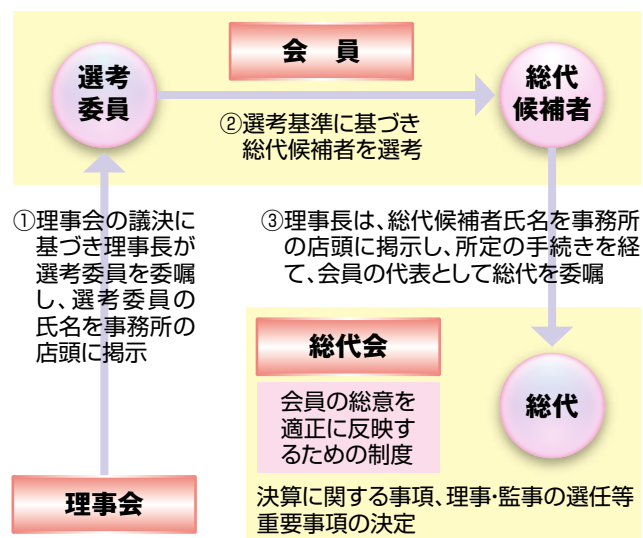 会　員
選考
委員
総代
候補者
②選考基準に基づき
総代候補者を選考
①理事会の議決に
基づき理事長が
選考委員を委嘱
し、選考委員の
氏名を事務所の
店頭に掲示
③理事長は、総代候補者氏名を事務所
の店頭に掲示し、所定の手続きを経
て、会員の代表として総代を委嘱
総代会
会員の総意を
適正に反映す
るための制度
総代
理事会
決算に関する事項、理事・監事の選任等
重要事項の決定